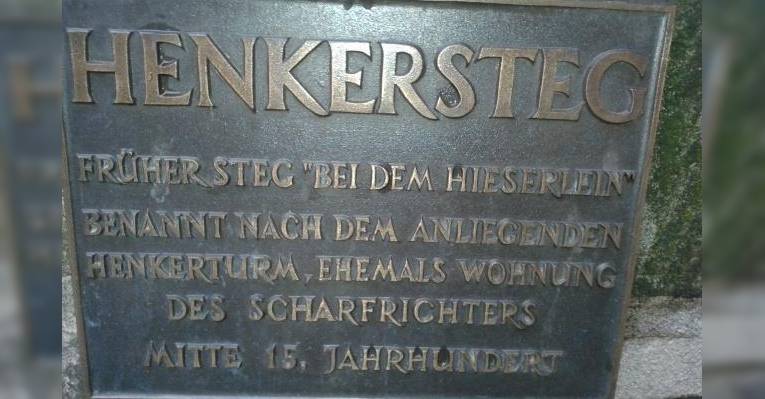 HENKERSTEG
FRÜHER STEG "BEI DEM HIESERLEIN"
BENANNT NACH DEM ANLIEGENDEN
HENKERTURM, EHEMALS WOHNUNG
DES SCHARFRICHTERS
MITTE 15. JAHRHUNDERT